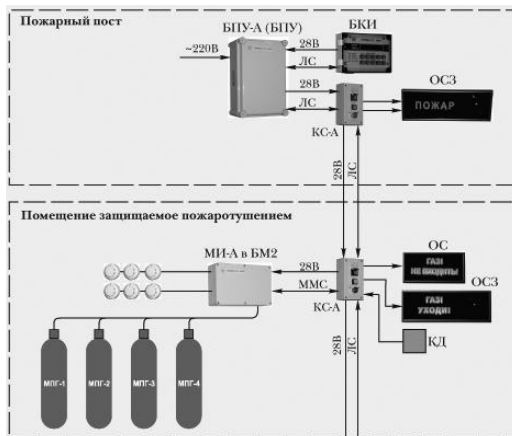 Пожарный пост
БПУ-А (БПУ)
БКИ
~220В
28В
ЛС
28В
ЛС
ОСЗ
ПОЖАР
КС-А
28В
ЛС
Помещение защищаемое пожаротушением
МИ-А в БМ2
28В
ММС
КС-А
ОС
ГАЗ!
НЕ ВХОДИТЬ!
ОСЗ
ГАЗ!
УХОДИ!
КД
28В
ЛС
МПГ-1
МПГ-2
МПГ-3
МПГ-4